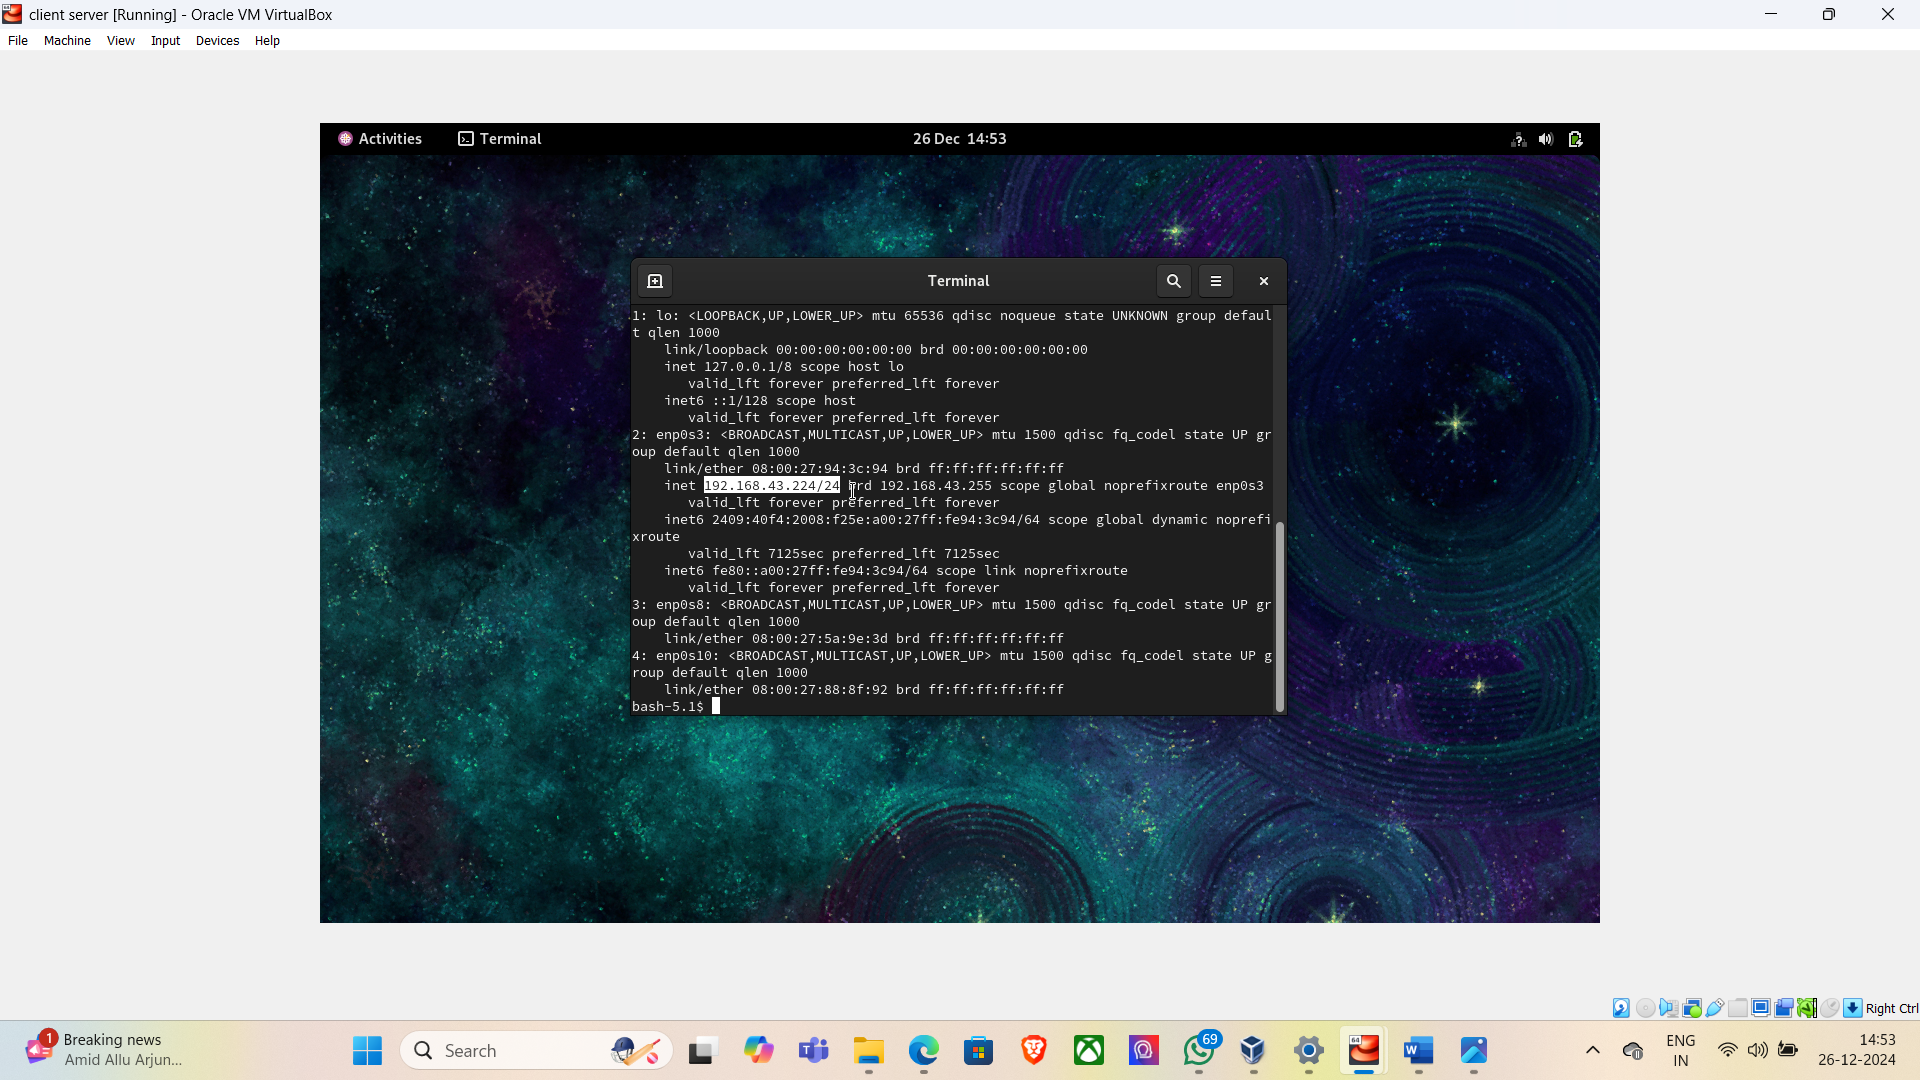 client server [Running] - Oracle VM VirtualBox
File Machine View Input Devices Help
Activities Terminal 26 Dec 14:53
Terminal
1: lo: <LOOPBACK,UP,LOWER_UP> mtu 65536 qdisc noqueue state UNKNOWN group defaul
t qlen 1000
link/loopback 00:00:00:00:00:00 brd 00:00:00:00:00:00
inet 127.0.0.1/8 scope host lo
valid_lft forever preferred_lft forever
inet6 ::1/128 scope host
valid_lft forever preferred_lft forever
2: enp0s3: <BROADCAST,MULTICAST,UP,LOWER_UP> mtu 1500 qdisc fq_codel state UP gr
oup default qlen 1000
link/ether 08:00:27:94:3c:94 brd ff:ff:ff:ff:ff:ff
inet 192.168.43.224/24 brd 192.168.43.255 scope global noprefixroute enp0s3
valid_lft forever preferred_lft forever
inet6 2409:40f4:2008:f25e:a00:27ff:fe94:3c94/64 scope global dynamic noprefi
xroute
valid_lft 7125sec preferred_lft 7125sec
inet6 fe80::a00:27ff:fe94:3c94/64 scope link noprefixroute
valid_lft forever preferred_lft forever
3: enp0s8: <BROADCAST,MULTICAST,UP,LOWER_UP> mtu 1500 qdisc fq_codel state UP gr
oup default qlen 1000
link/ether 08:00:27:5a:9e:3d brd ff:ff:ff:ff:ff:ff
4: enp0s10: <BROADCAST,MULTICAST,UP,LOWER_UP> mtu 1500 qdisc fq_codel state UP g
roup default qlen 1000
link/ether 08:00:27:88:8f:92 brd ff:ff:ff:ff:ff:ff
bash-5.1$
Right Ctrl
1 Breaking news
Amid Allu Arjun...
Search
69
64
ENG
IN
14:53
26-12-2024